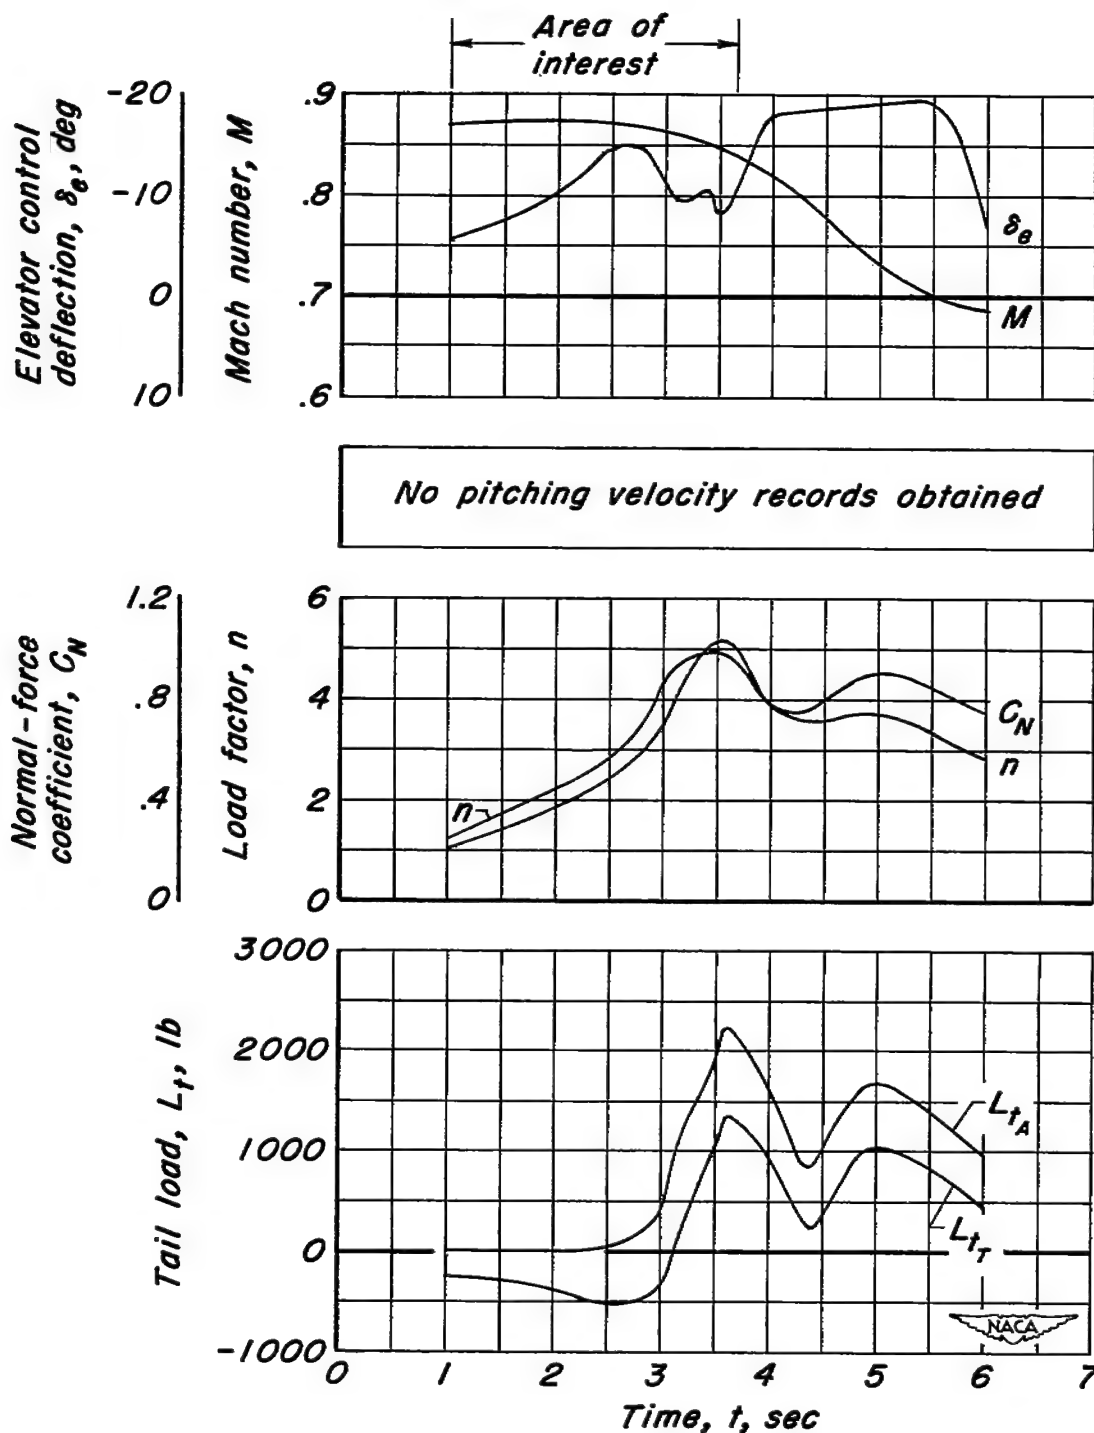 Area of
interest
Elevator control
deflection, δe, deg
-20
-10
0
10
Mach number, M
.9
.8
.7
.6
δe
M
No pitching velocity records obtained
Normal-force
coefficient, CN
1.2
.8
.4
0
Load factor, n
6
4
2
0
n
CN
n
Tail load, Lt, lb
3000
2000
1000
0
-1000
LtA
LtT
NACA
0 1 2 3 4 5 6 7
Time, t, sec